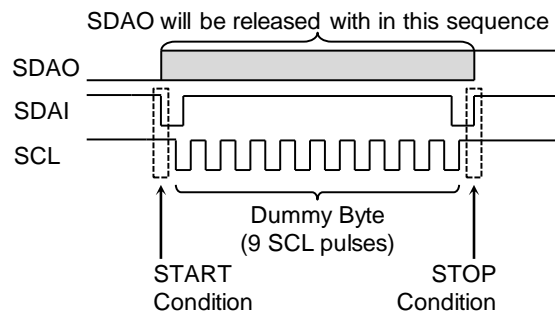 SDAO will be released with in this sequence
SDAO
SDAI
SCL
Dummy Byte
(9 SCL pulses)
START
Condition
STOP
Condition